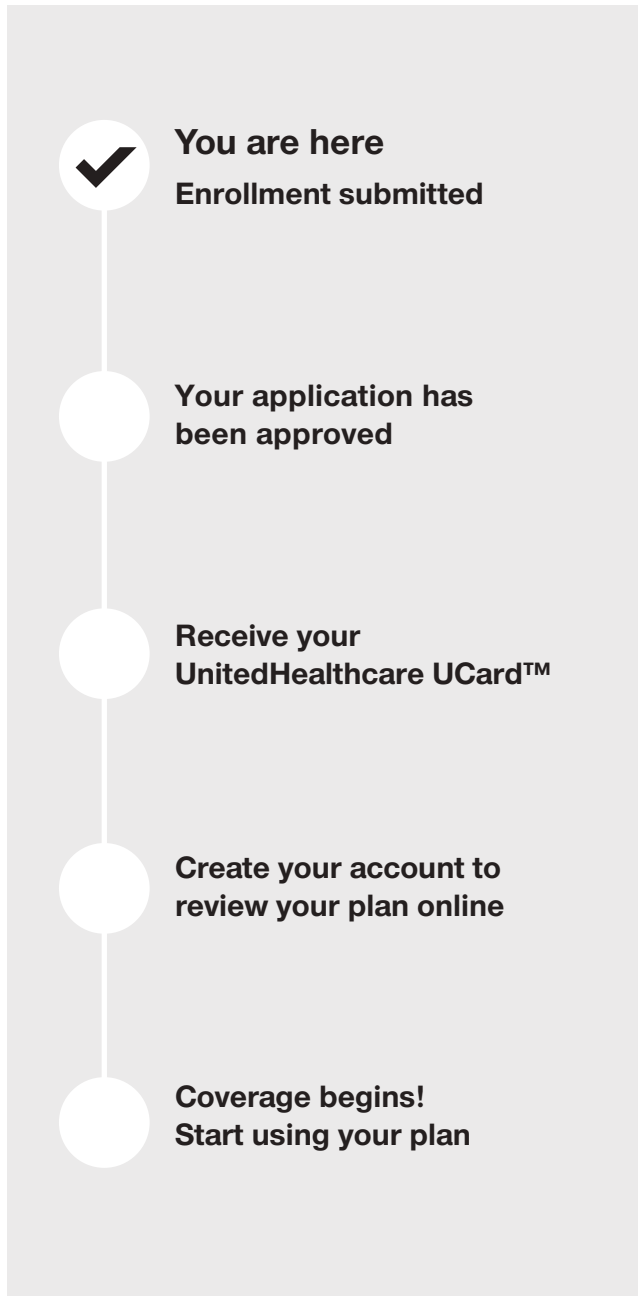 You are here
Enrollment submitted
Your application has
been approved
Receive your
UnitedHealthcare UCard™
Create your account to
review your plan online
Coverage begins!
Start using your plan